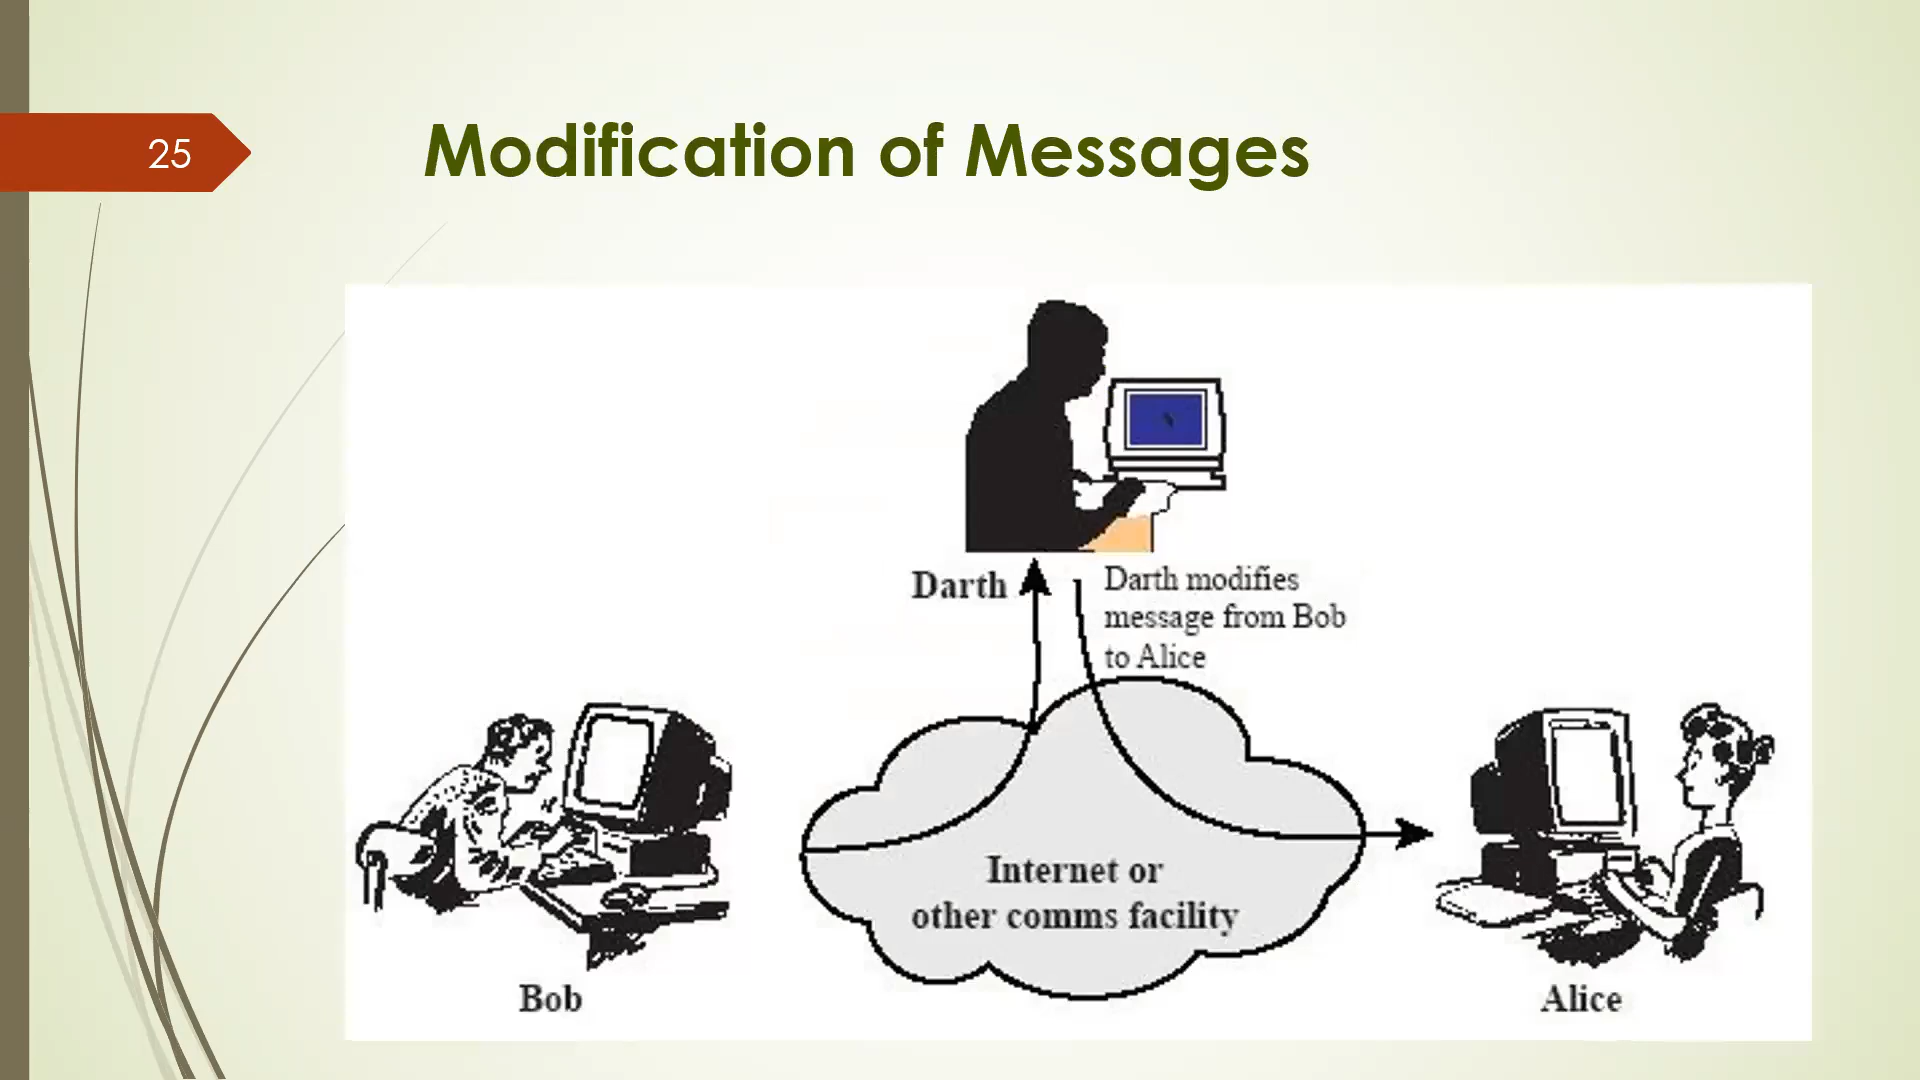 25
Modification of Messages
Darth
Darth modifies
message from Bob
to Alice
Internet or
other comms facility
Bob
Alice